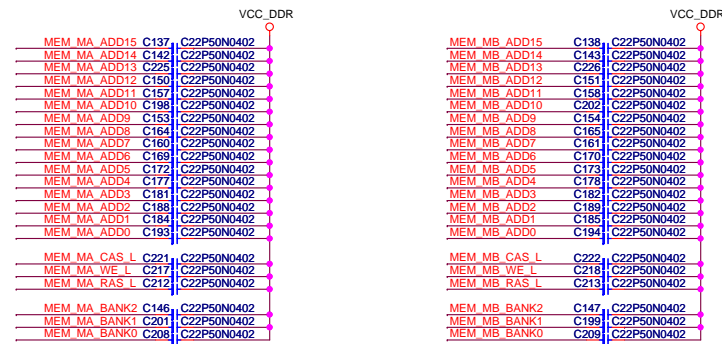 VCC_DDR
MEM_MA_ADD15 C137 C22P50N0402
MEM_MA_ADD14 C142 C22P50N0402
MEM_MA_ADD13 C225 C22P50N0402
MEM_MA_ADD12 C150 C22P50N0402
MEM_MA_ADD11 C157 C22P50N0402
MEM_MA_ADD10 C198 C22P50N0402
MEM_MA_ADD9 C153 C22P50N0402
MEM_MA_ADD8 C164 C22P50N0402
MEM_MA_ADD7 C160 C22P50N0402
MEM_MA_ADD6 C169 C22P50N0402
MEM_MA_ADD5 C172 C22P50N0402
MEM_MA_ADD4 C177 C22P50N0402
MEM_MA_ADD3 C181 C22P50N0402
MEM_MA_ADD2 C188 C22P50N0402
MEM_MA_ADD1 C184 C22P50N0402
MEM_MA_ADD0 C193 C22P50N0402
MEM_MA_CAS_L C221 C22P50N0402
MEM_MA_WE_L C217 C22P50N0402
MEM_MA_RAS_L C212 C22P50N0402
MEM_MA_BANK2 C146 C22P50N0402
MEM_MA_BANK1 C201 C22P50N0402
MEM_MA_BANK0 C208 C22P50N0402
VCC_DDR
MEM_MB_ADD15 C138 C22P50N0402
MEM_MB_ADD14 C143 C22P50N0402
MEM_MB_ADD13 C226 C22P50N0402
MEM_MB_ADD12 C151 C22P50N0402
MEM_MB_ADD11 C158 C22P50N0402
MEM_MB_ADD10 C202 C22P50N0402
MEM_MB_ADD9 C154 C22P50N0402
MEM_MB_ADD8 C165 C22P50N0402
MEM_MB_ADD7 C161 C22P50N0402
MEM_MB_ADD6 C170 C22P50N0402
MEM_MB_ADD5 C173 C22P50N0402
MEM_MB_ADD4 C178 C22P50N0402
MEM_MB_ADD3 C182 C22P50N0402
MEM_MB_ADD2 C189 C22P50N0402
MEM_MB_ADD1 C185 C22P50N0402
MEM_MB_ADD0 C194 C22P50N0402
MEM_MB_CAS_L C222 C22P50N0402
MEM_MB_WE_L C218 C22P50N0402
MEM_MB_RAS_L C213 C22P50N0402
MEM_MB_BANK2 C147 C22P50N0402
MEM_MB_BANK1 C199 C22P50N0402
MEM_MB_BANK0 C209 C22P50N0402